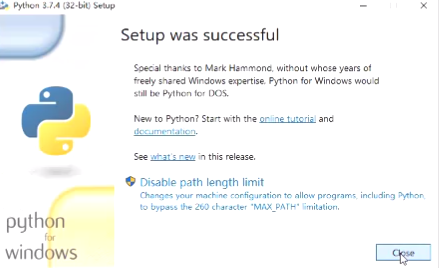 Python 3.7.4 (32-bit) Setup
Setup was successful
Special thanks to Mark Hammond, without whose years of
freely shared Windows expertise, Python for Windows would
still be Python for DOS.
New to Python? Start with the online tutorial and
documentation.
See what's new in this release.
Disable path length limit
Changes your machine configuration to allow programs, including Python,
to bypass the 260 character "MAX_PATH" limitation.
python
for
windows
Close